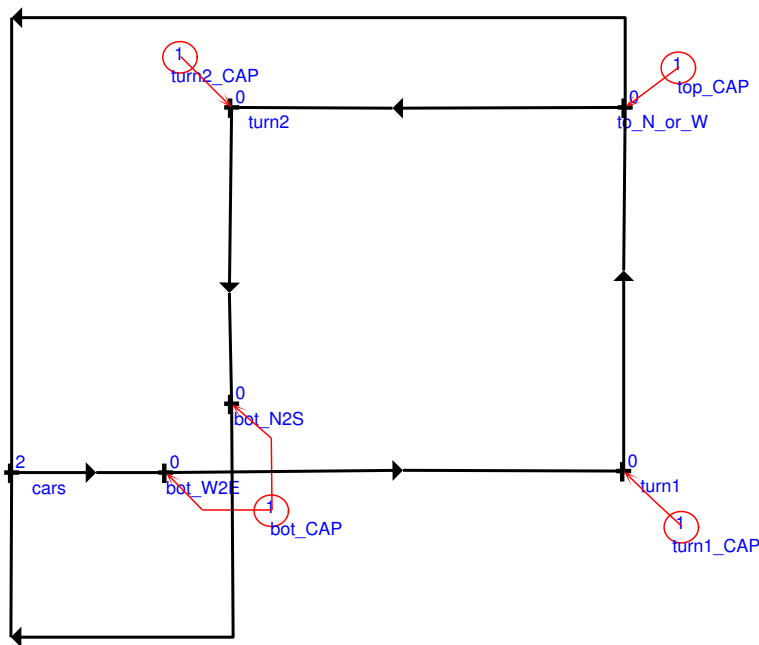 1
turn2_CAP
1
top_CAP
0
turn2
0
to_N_or_W
0
bot_N2S
2
cars
0
bot_W2E
1
bot_CAP
0
turn1
1
turn1_CAP